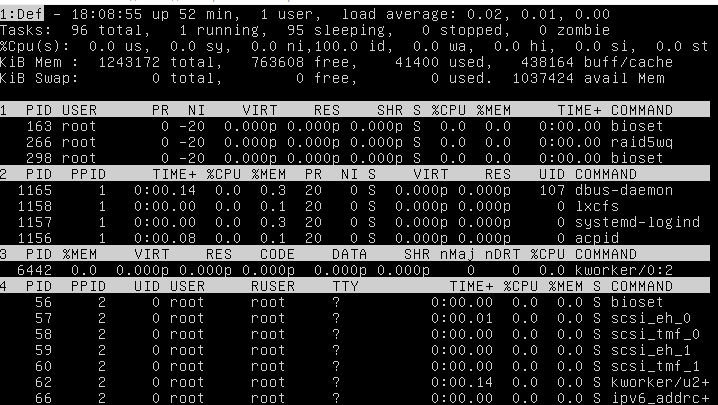 1:Def - 18:08:55 up 52 min,  1 user,  load average: 0.02, 0.01, 0.00
Tasks:  96 total,   1 running,  95 sleeping,   0 stopped,   0 zombie
%Cpu(s):  0.0 us,  0.0 sy,  0.0 ni,100.0 id,  0.0 wa,  0.0 hi,  0.0 si,  0.0 st
KiB Mem :  1243172 total,   763608 free,    41400 used,   438164 buff/cache
KiB Swap:        0 total,        0 free,        0 used.  1037424 avail Mem
1  PID USER      PR  NI    VIRT    RES    SHR S %CPU %MEM     TIME+ COMMAND
163 root       0 -20  0.000p 0.000p 0.000p S  0.0  0.0   0:00.00 bioset
266 root       0 -20  0.000p 0.000p 0.000p S  0.0  0.0   0:00.00 raid5wq
298 root       0 -20  0.000p 0.000p 0.000p S  0.0  0.0   0:00.00 bioset
2  PID  PPID     TIME+ %CPU %MEM  PR  NI S    VIRT    RES   UID COMMAND
1165     1   0:00.14  0.0  0.3  20   0 S  0.000p 0.000p   107 dbus-daemon
1158     1   0:00.00  0.0  0.1  20   0 S  0.000p 0.000p     0 lxcfs
1157     1   0:00.00  0.0  0.3  20   0 S  0.000p 0.000p     0 systemd-logind
1156     1   0:00.08  0.0  0.1  20   0 S  0.000p 0.000p     0 acpid
3  PID %MEM    VIRT    RES   CODE    DATA    SHR nMaj nDRT %CPU COMMAND
6442  0.0  0.000p 0.000p 0.000p  0.000p 0.000p    0    0  0.0 kworker/0:2
4  PID  PPID   UID USER     RUSER    TTY          TIME+ %CPU %MEM S COMMAND
56     2     0 root     root     ?          0:00.00  0.0  0.0 S bioset
57     2     0 root     root     ?          0:00.01  0.0  0.0 S scsi_eh_0
58     2     0 root     root     ?          0:00.00  0.0  0.0 S scsi_tmf_0
59     2     0 root     root     ?          0:00.00  0.0  0.0 S scsi_eh_1
60     2     0 root     root     ?          0:00.00  0.0  0.0 S scsi_tmf_1
62     2     0 root     root     ?          0:00.14  0.0  0.0 S kworker/u2+
66     2     0 root     root     ?          0:00.00  0.0  0.0 S ipv6_addrc+